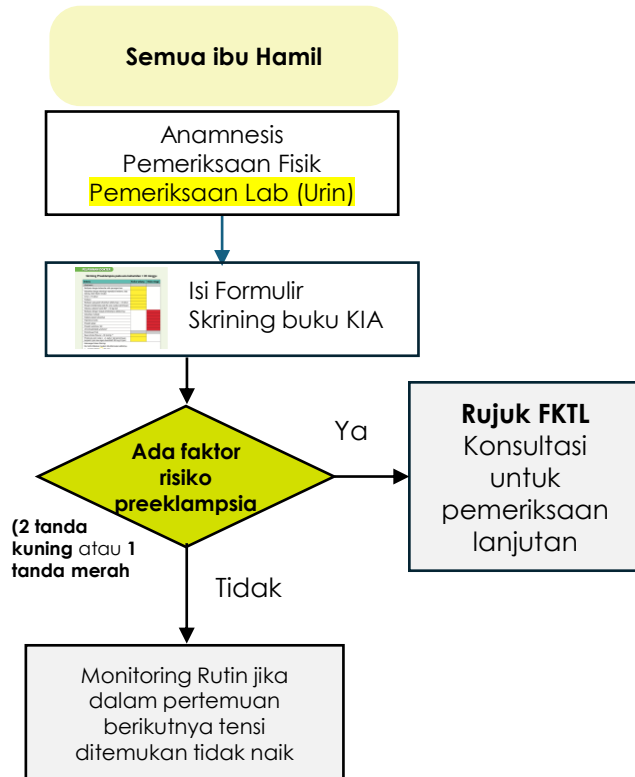 Semua ibu Hamil
Anamnesis
Pemeriksaan Fisik
Pemeriksaan Lab (Urin)
Isi Formulir
Skrining buku KIA
Ada faktor
risiko
preeklampsia
Ya
Rujuk FKTL
Konsultasi
untuk
pemeriksaan
lanjutan
(2 tanda
kuning atau 1
tanda merah
Tidak
Monitoring Rutin jika
dalam pertemuan
berikutnya tensi
ditemukan tidak naik